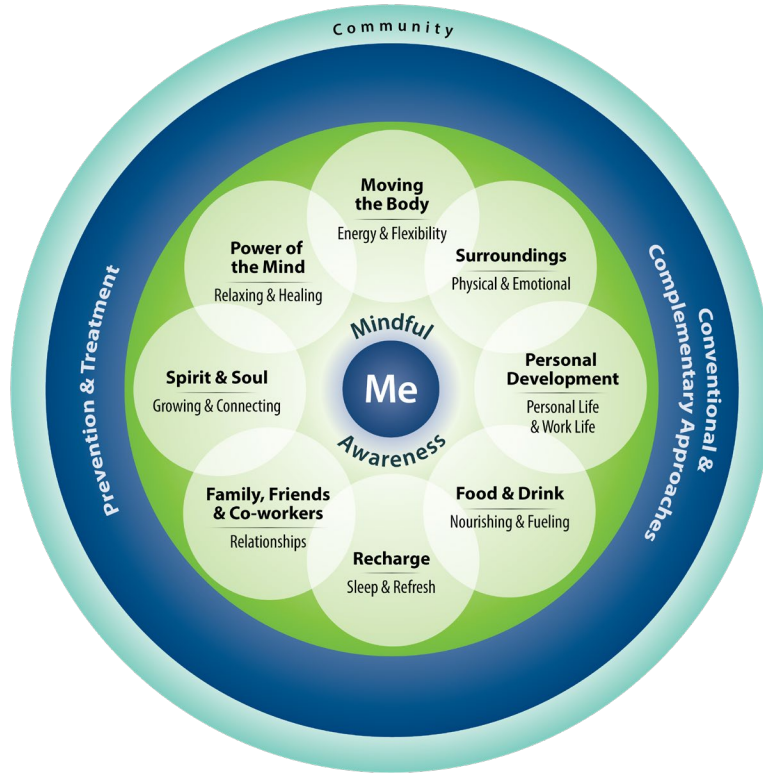 Community
Prevention & Treatment
Conventional &
Complementary Approaches
Moving
the Body
Energy & Flexibility
Surroundings
Physical & Emotional
Personal
Development
Personal Life
& Work Life
Food & Drink
Nourishing & Fueling
Recharge
Sleep & Refresh
Family, Friends
& Co-workers
Relationships
Spirit & Soul
Growing & Connecting
Power of
the Mind
Relaxing & Healing
Mindful
Me
Awareness